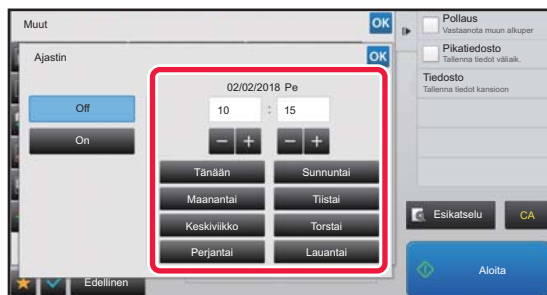 Muut
OK
Ajastin
OK
02/02/2018 Pe
Off
10 : 15
On
Tänään
Sunnuntai
Maanantai
Tiistai
Keskiviikko
Torstai
Perjantai
Lauantai
Edellinen
Pollaus
Vastaanota muun alkuper
Pikatiedosto
Tallenna tiedot väliaik.
Tiedosto
Tallenna tiedot kansioon
Esikatselu
CA
Aloita